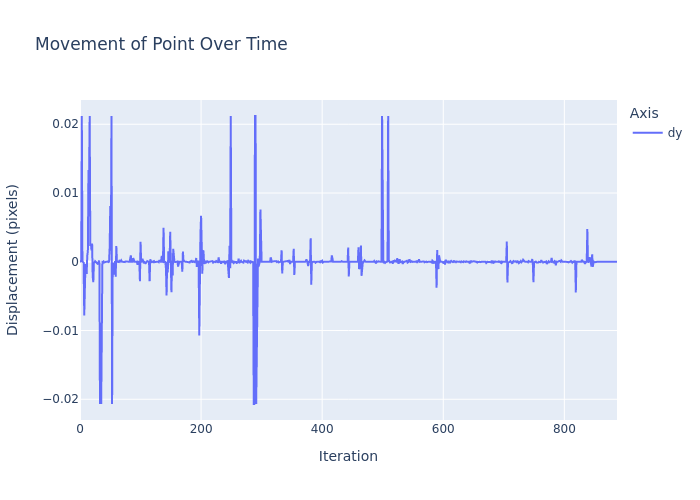 Movement of Point Over Time
Axis
dy
Displacement (pixels)
0.02
0.01
0
−0.01
−0.02
0
200
400
600
800
Iteration